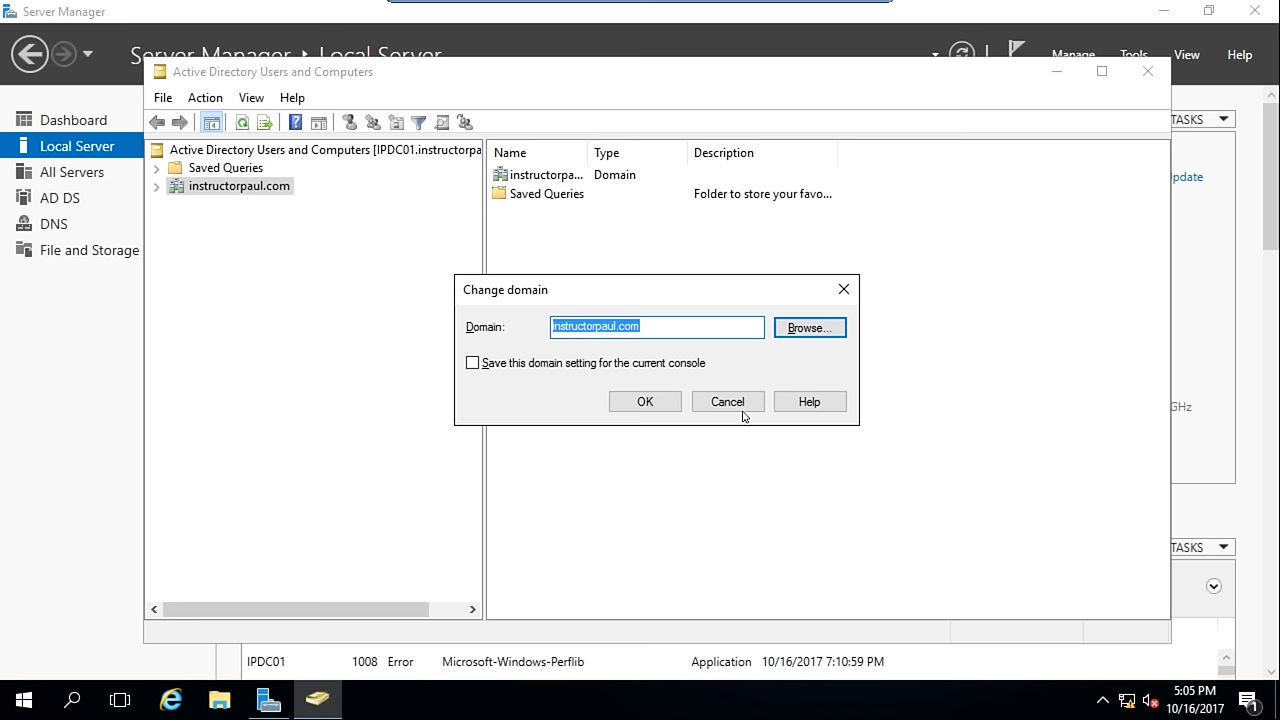 Server Manager
Server Manager • Local Server
Manage Tools View Help
Active Directory Users and Computers
File Action View Help
Dashboard
Local Server
All Servers
AD DS
DNS
File and Storage
Active Directory Users and Computers [IPDC01.instructorpa
Saved Queries
instructorpaul.com
Name Type Description
instructorpa... Domain
Saved Queries Folder to store your favo...
TASKS
Update
GHz
TASKS
Change domain
Domain: instructorpaul.com Browse...
Save this domain setting for the current console
OK Cancel Help
IPDC01 1008 Error Microsoft-Windows-Perflib Application 10/16/2017 7:10:59 PM
5:05 PM
10/16/2017
1